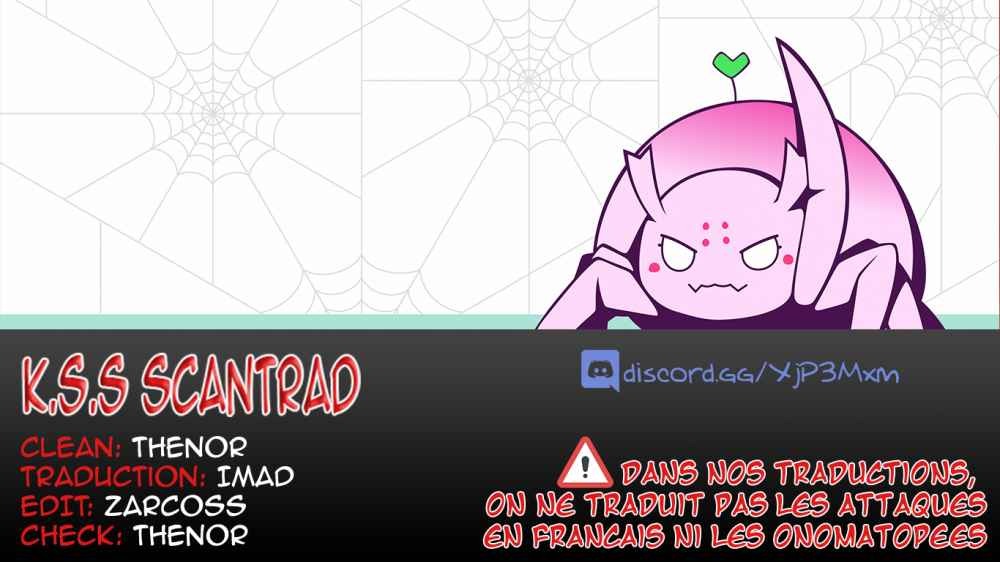 K.S.S SCANTRAD
CLEAN: THENOR
TRADUCTION: IMAD
EDIT: ZARCOSS
CHECK: THENOR
discord.gg/XjP3Mxm
DANS NOS TRADUCTIONS,
ON NE TRADUIT PAS LES ATTAQUES
EN FRANCAIS NI LES ONOMATOPEES